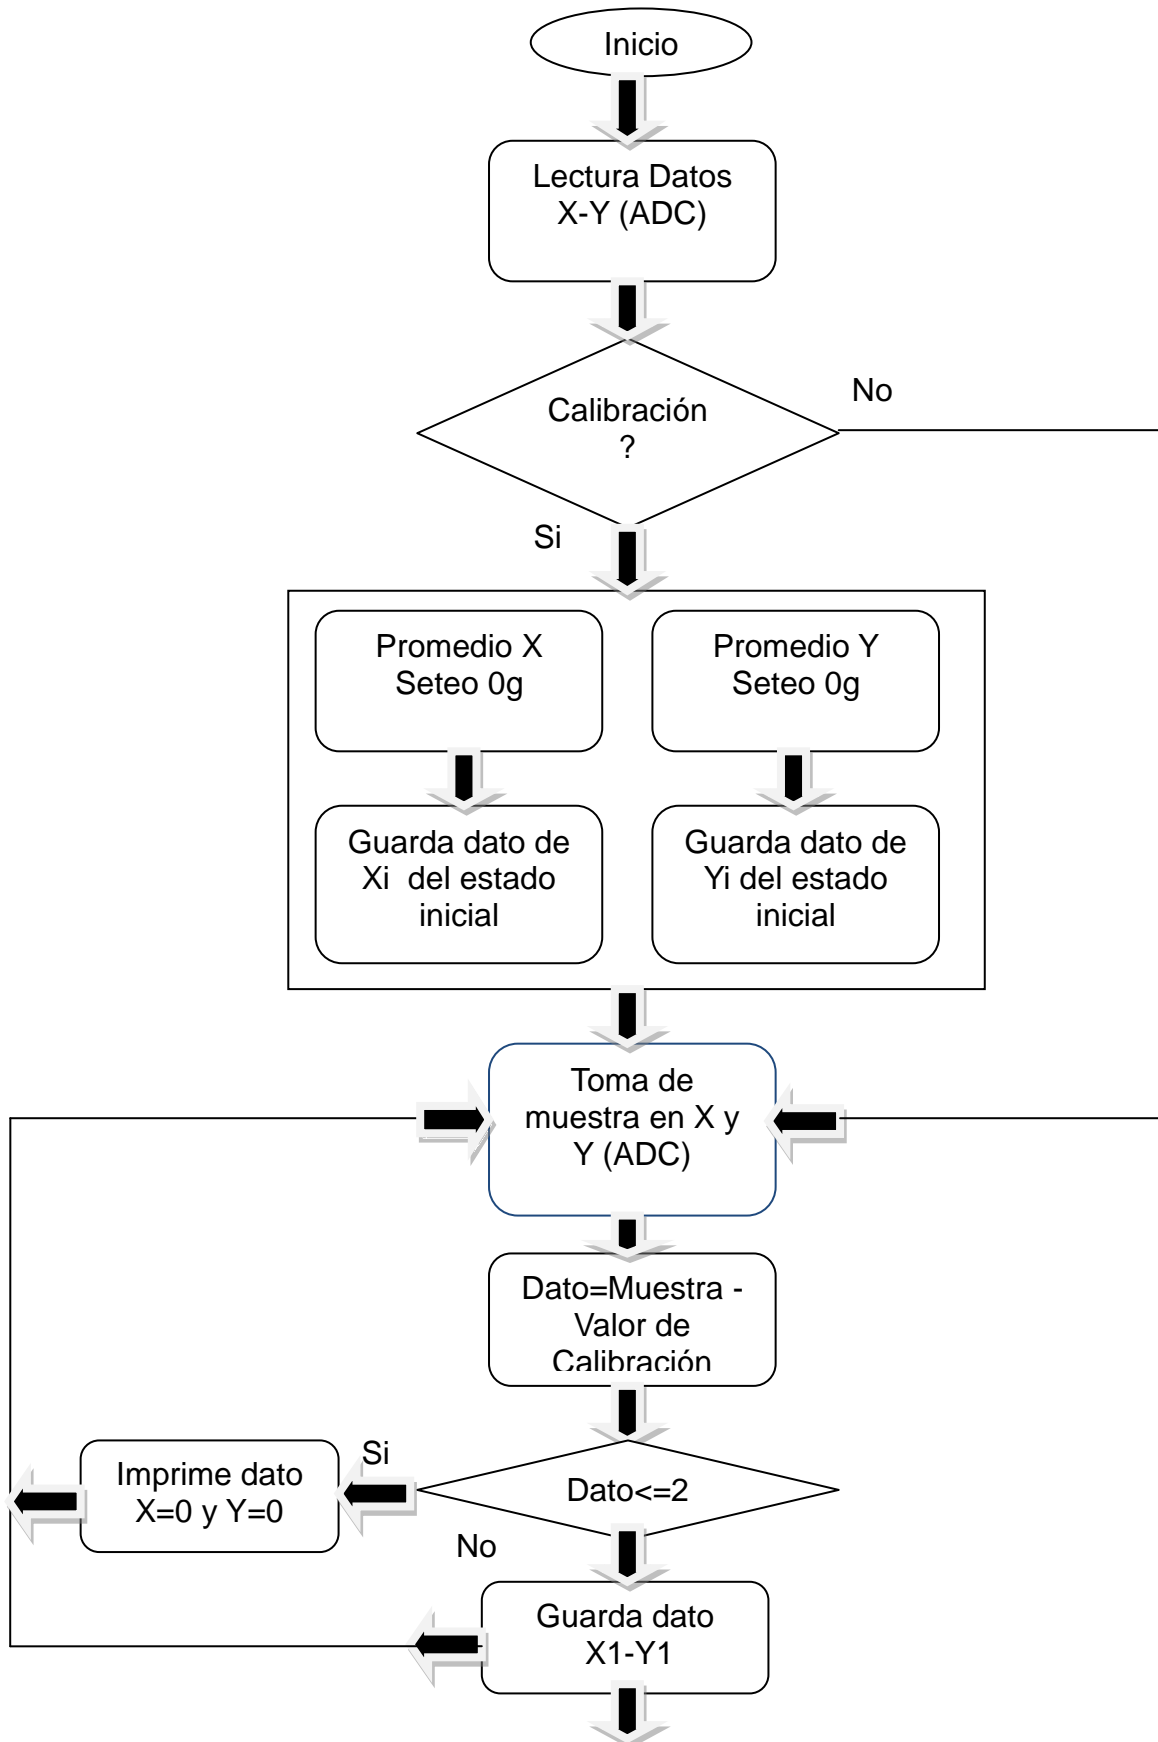 Inicio
Lectura Datos
X-Y (ADC)
Calibración
?
No
Si
Promedio X
Seteo 0g
Promedio Y
Seteo 0g
Guarda dato de
Xi  del estado
inicial
Guarda dato de
Yi del estado
inicial
Toma de
muestra en X y
Y (ADC)
Dato=Muestra -
Valor de
Calibración
Dato<=2
Si
Imprime dato
X=0 y Y=0
No
Guarda dato
X1-Y1